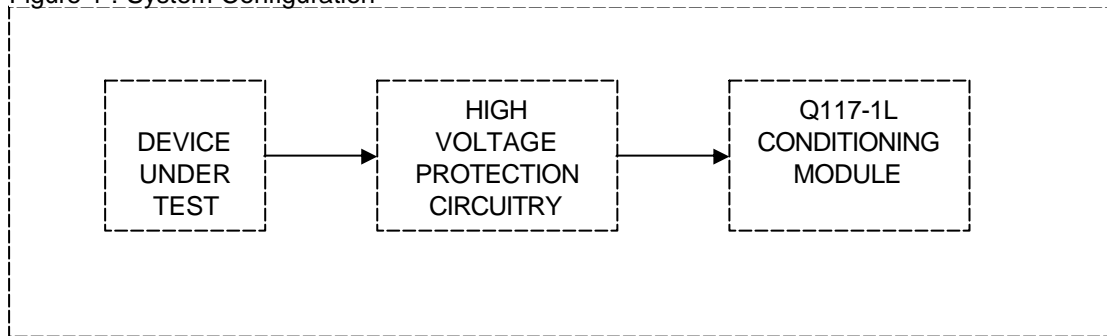 Figure 1 : System Configuration
DEVICE
UNDER
TEST
HIGH
VOLTAGE
PROTECTION
CIRCUITRY
Q117-1L
CONDITIONING
MODULE